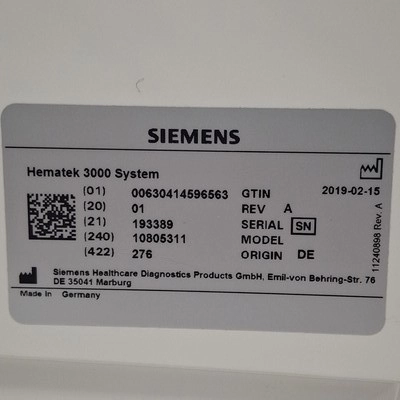 SIEMENS
Hematek 3000 System
2019-02-15
(01) 00630414596563 GTIN
(20) 01 REV A
(21) 193389 SERIAL SN
(240) 10805311 MODEL
(422) 276 ORIGIN DE
Siemens Healthcare Diagnostics Products GmbH, Emil-von Behring-Str. 76
DE 35041 Marburg
Made in Germany
11240898 Rev. A